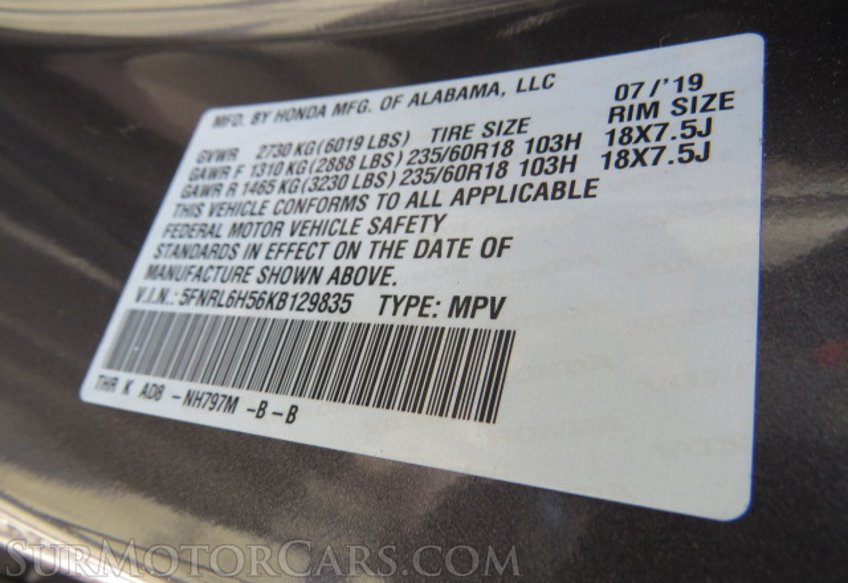 MFD. BY HONDA MFG. OF ALABAMA, LLC 07/'19
GVWR 2730 KG (6019 LBS) TIRE SIZE RIM SIZE
GAWR F 1310 KG (2888 LBS) 235/60R18 103H 18X7.5J
GAWR R 1465 KG (3230 LBS) 235/60R18 103H 18X7.5J
THIS VEHICLE CONFORMS TO ALL APPLICABLE
FEDERAL MOTOR VEHICLE SAFETY
STANDARDS IN EFFECT ON THE DATE OF
MANUFACTURE SHOWN ABOVE.
V.I.N.: 5FNRL6H56KB129835 TYPE: MPV
THR K AD8 -NH797M -B-B
SurMotorCars.com